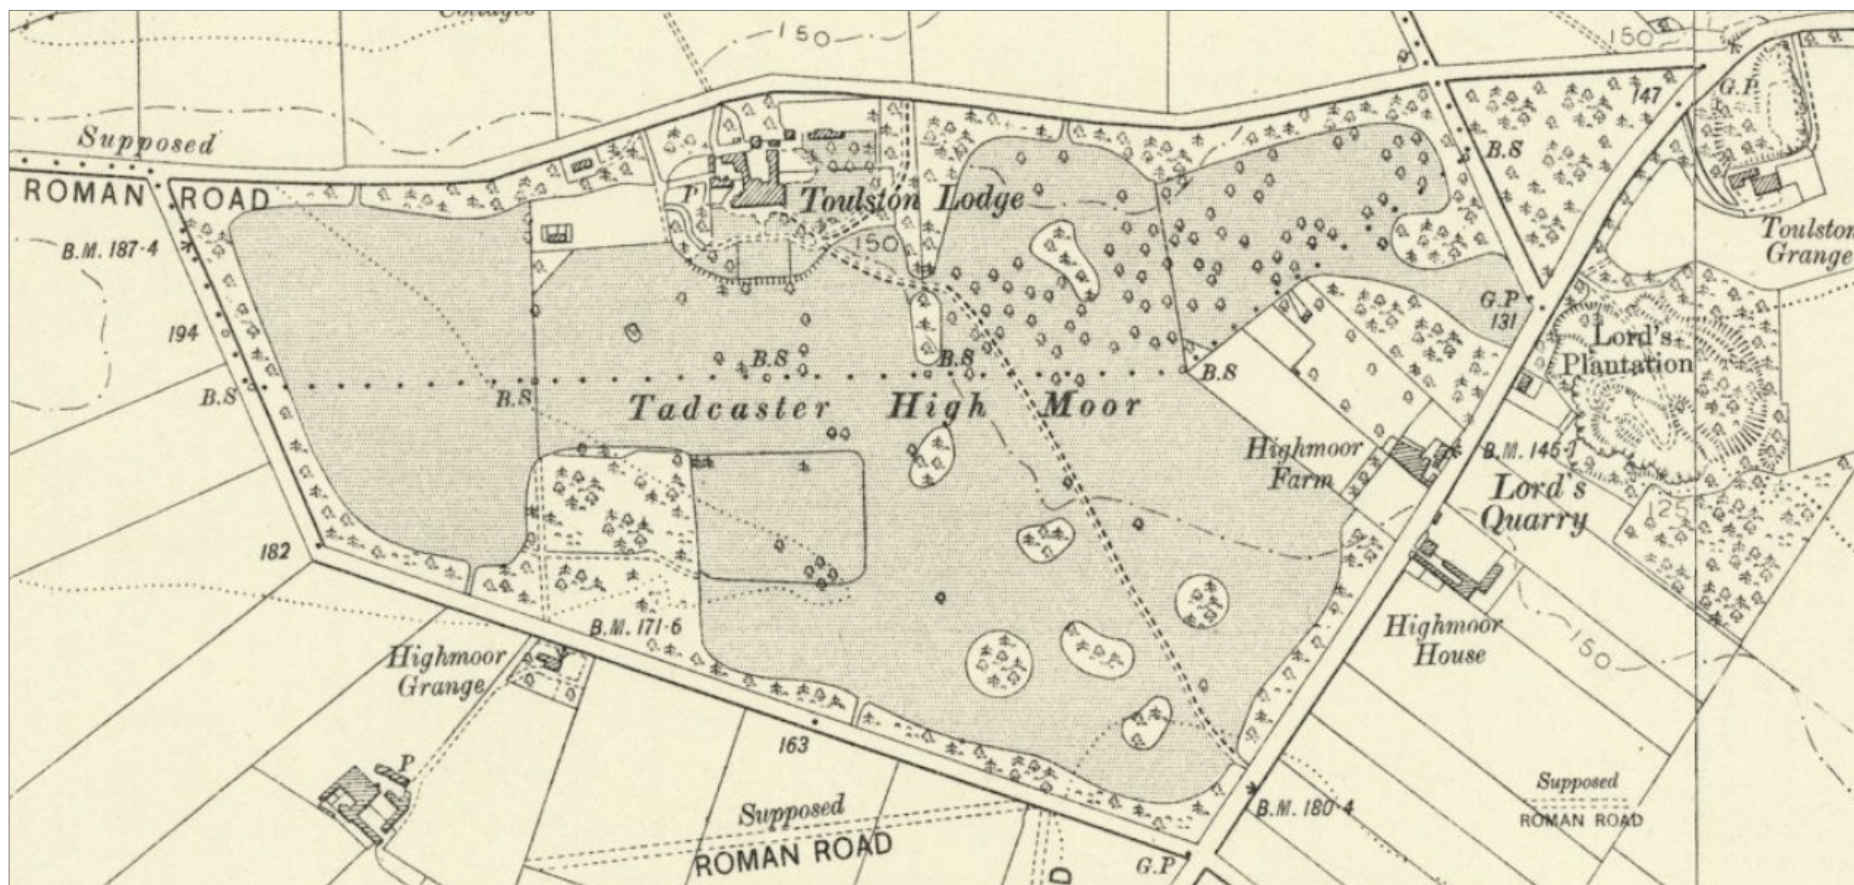 Cottages
150
150
147
G.P
Supposed
ROMAN ROAD
B.S
P
Toulston Lodge
B.M. 187·4
150
Toulston
Grange
194
G.P
131
Lord's
Plantation
B.S
B.S
B.S
B.S
B.S
Tadcaster High Moor
Highmoor
Farm
B.M. 145·1
Lord's
Quarry
125
182
B.M. 171·6
Highmoor
Grange
Highmoor
House
150
163
P
Supposed
ROMAN ROAD
B.M. 180·4
Supposed
ROMAN ROAD
G.P
D